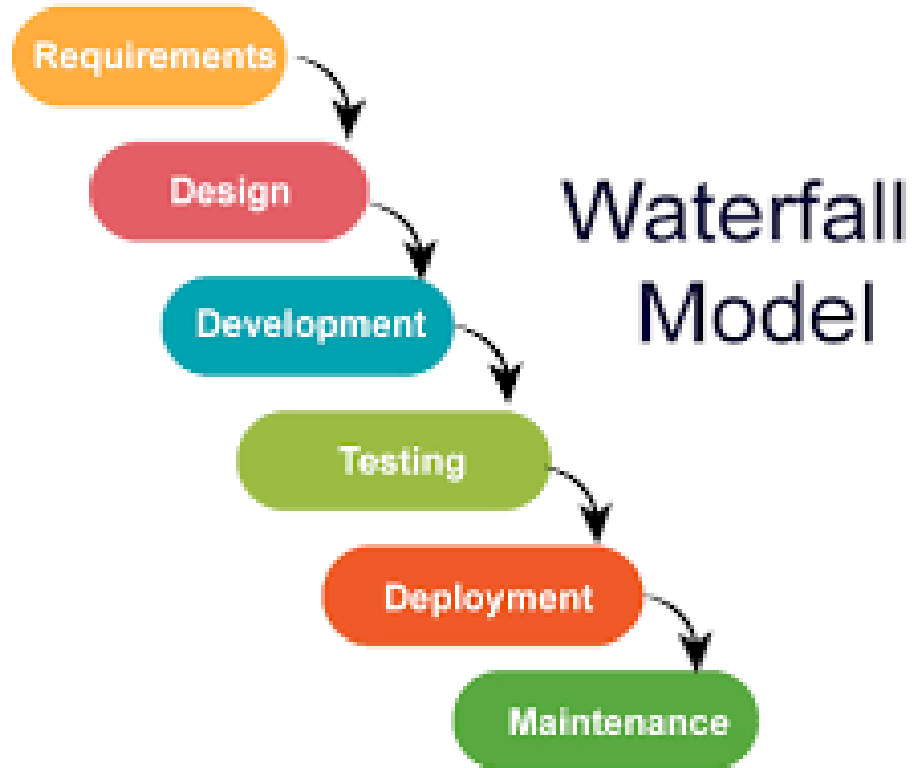 Requirements
Design
Waterfall
Model
Development
Testing
Deployment
Maintenance